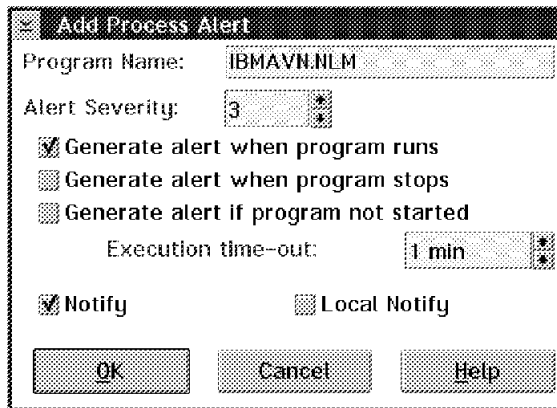 Add Process Alert
Program Name: IBMAVN.NLM
Alert Severity: 3
Generate alert when program runs
Generate alert when program stops
Generate alert if program not started
Execution time-out: 1 min
Notify Local Notify
OK Cancel Help